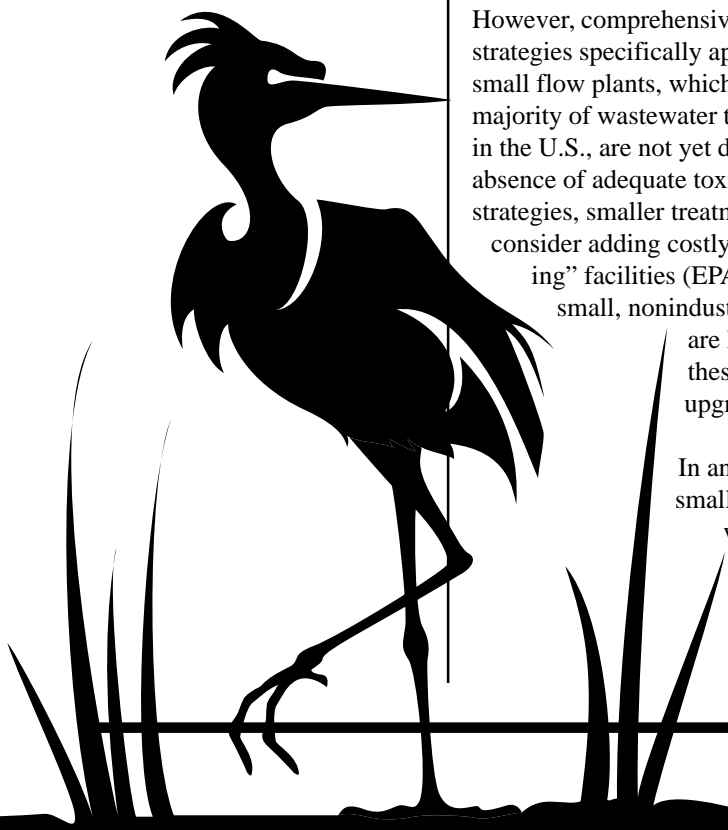 However, comprehensiv
strategies specifically ap
small flow plants, which
majority of wastewater t
in the U.S., are not yet d
absence of adequate tox
strategies, smaller treatn
consider adding costly
ing” facilities (EPA
small, nonindust
are
thes
upgr
In an
small